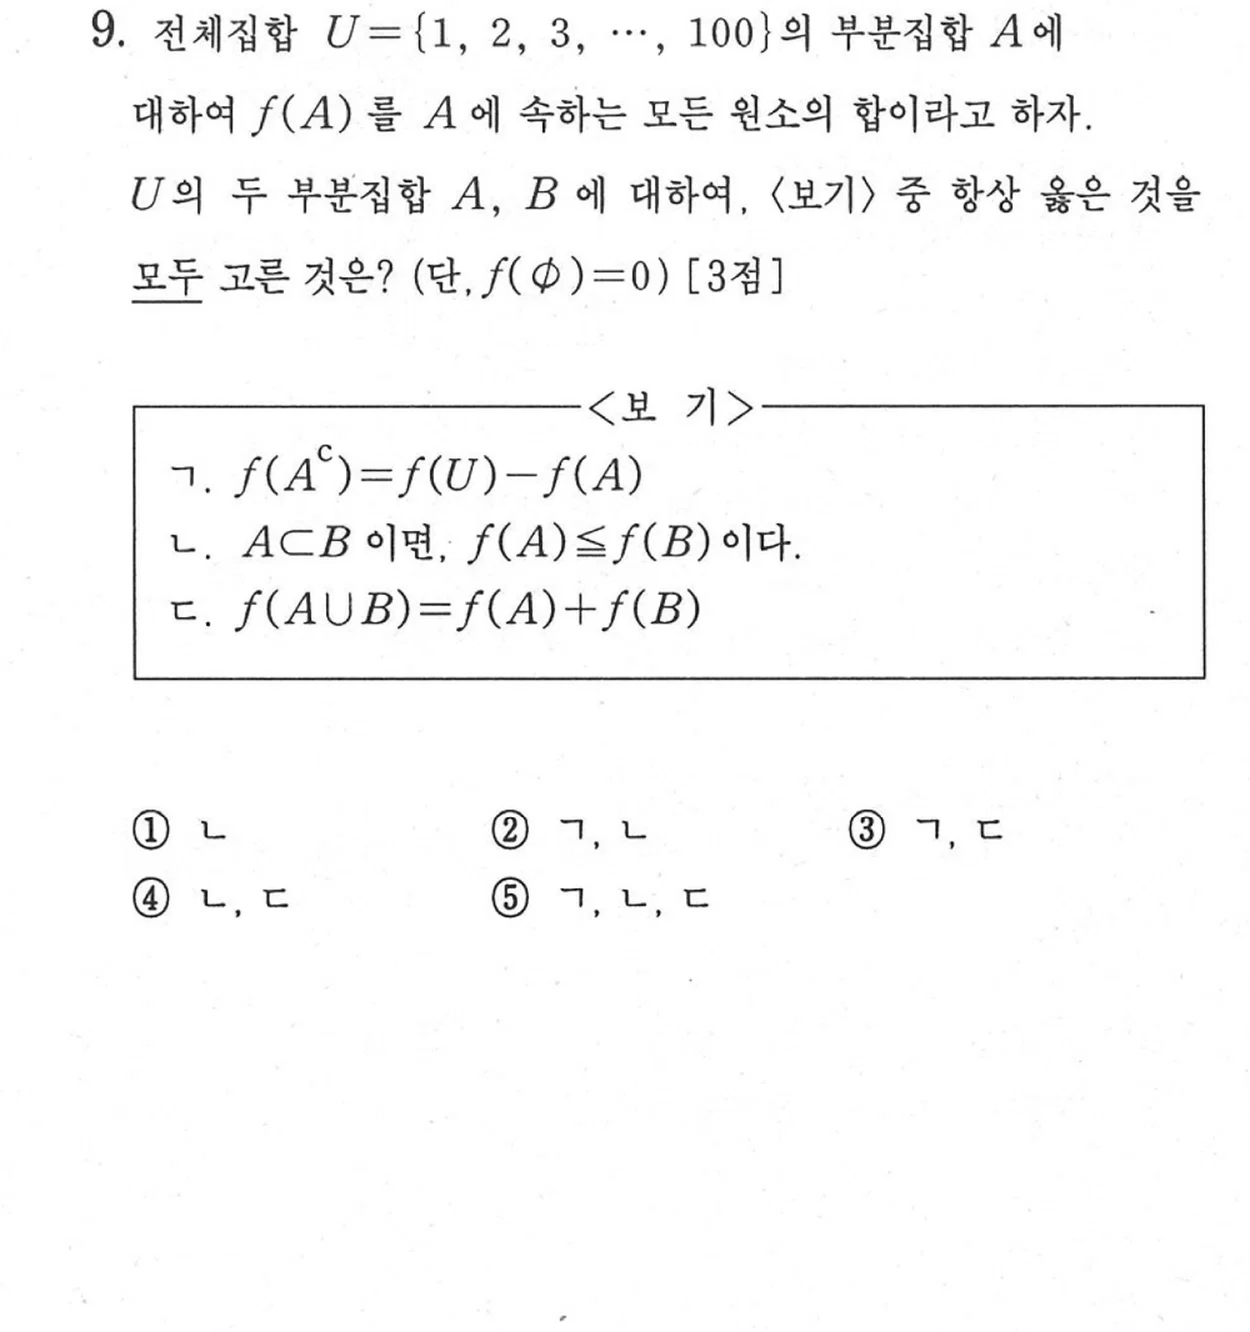 9. 전체집합 U={1, 2, 3, ⋯, 100}의 부분집합 A에
대하여 f(A)를 A에 속하는 모든 원소의 합이라고 하자.
U의 두 부분집합 A, B에 대하여, 〈보기〉 중 항상 옳은 것을
모두 고른 것은? (단, f(∅)=0) [3점]
<보 기>
ㄱ. f(A^c)=f(U)-f(A)
ㄴ. A⊂B 이면, f(A)≦f(B)이다.
ㄷ. f(A∪B)=f(A)+f(B)
① ㄴ ② ㄱ, ㄴ ③ ㄱ, ㄷ
④ ㄴ, ㄷ ⑤ ㄱ, ㄴ, ㄷ